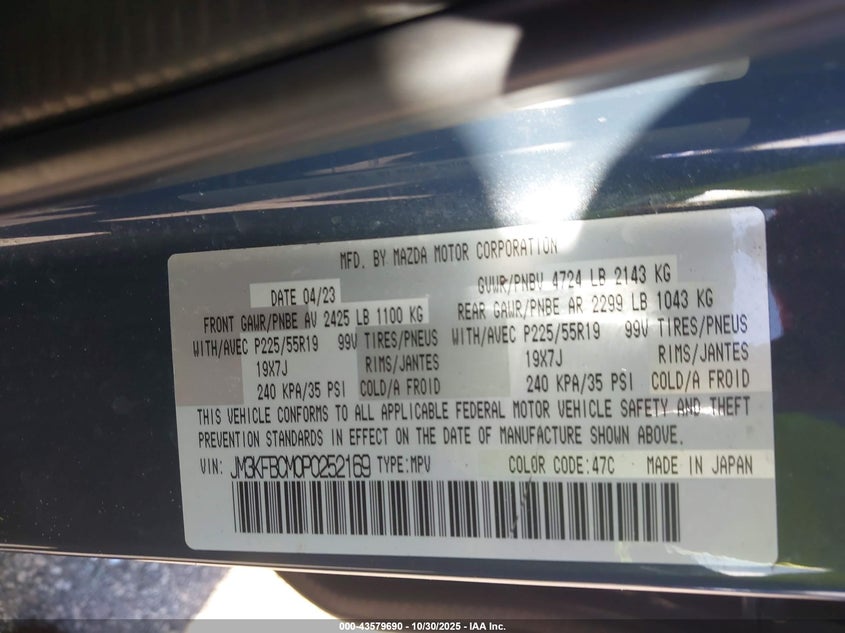 MFD. BY MAZDA MOTOR CORPORATION
DATE 04/23 GVWR/PNBV 4724 LB 2143 KG
FRONT GAWR/PNBE AV 2425 LB 1100 KG REAR GAWR/PNBE AR 2299 LB 1043 KG
WITH/AVEC P225/55R19 99V TIRES/PNEUS WITH/AVEC P225/55R19 99V TIRES/PNEUS
19X7J RIMS/JANTES 19X7J RIMS/JANTES
240 KPA/35 PSI COLD/A FROID 240 KPA/35 PSI COLD/A FROID
THIS VEHICLE CONFORMS TO ALL APPLICABLE FEDERAL MOTOR VEHICLE SAFETY AND THEFT
PREVENTION STANDARDS IN EFFECT ON THE DATE OF MANUFACTURE SHOWN ABOVE.
VIN: JM3KFBCM0P0252169 TYPE:MPV COLOR CODE:47C MADE IN JAPAN
000-43579690 - 10/30/2025 - IAA Inc.